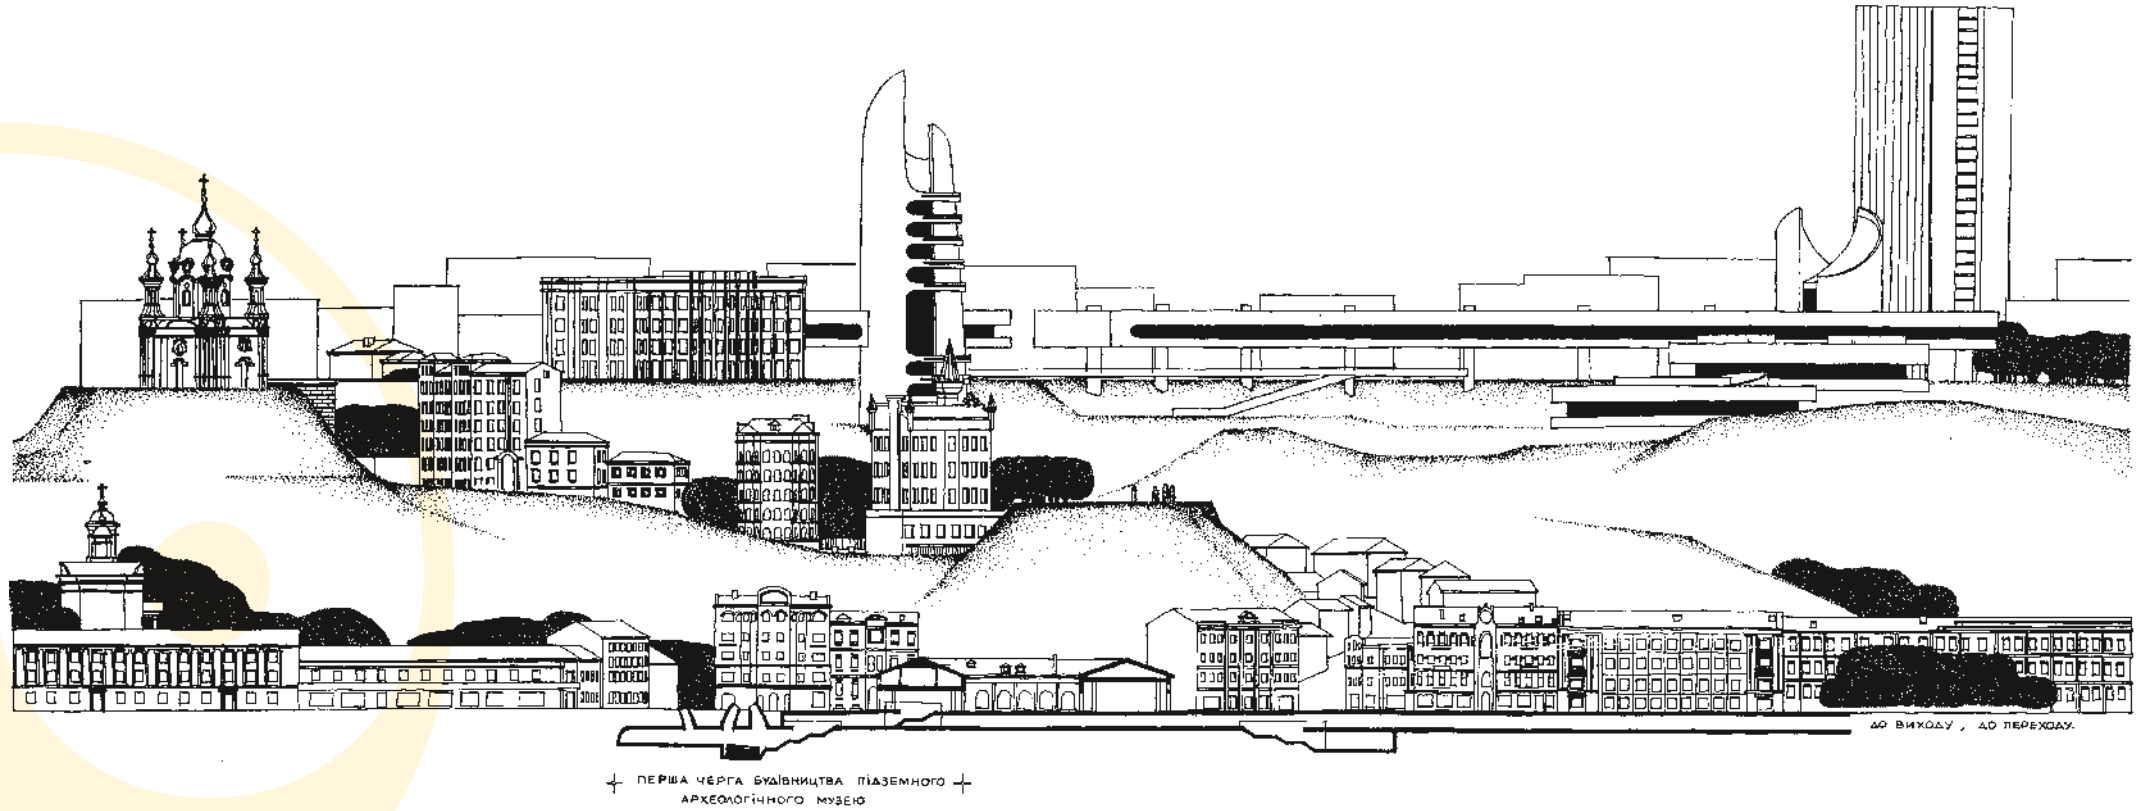 ДО ВИХОДУ, ДО ПЕРЕХОДУ.
ПЕРША ЧЕРГА БУДІВНИЦТВА ПІДЗЕМНОГО
АРХЕОЛОГІЧНОГО МУЗЕЮ